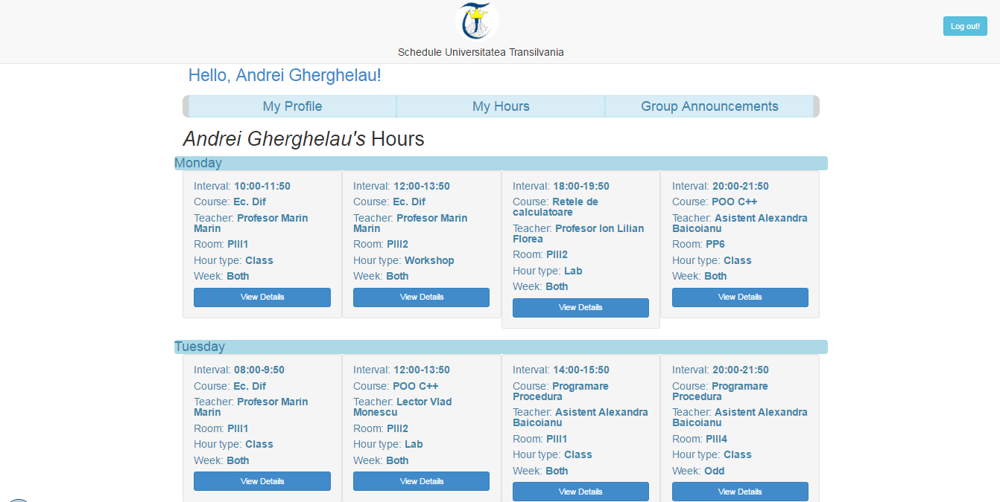 Log out!
Schedule Universitatea Transilvania
Hello, Andrei Gherghelau!
My Profile
My Hours
Group Announcements
Andrei Gherghelau's Hours
Monday
Interval: 10:00-11:50
Course: Ec. Dif
Teacher: Profesor Marin
Marin
Room: PIII1
Hour type: Class
Week: Both
View Details
Interval: 12:00-13:50
Course: Ec. Dif
Teacher: Profesor Marin
Marin
Room: PIII2
Hour type: Workshop
Week: Both
View Details
Interval: 18:00-19:50
Course: Retele de
calculatoare
Teacher: Profesor Ion Lilian
Florea
Room: PIII2
Hour type: Lab
Week: Both
View Details
Interval: 20:00-21:50
Course: POO C++
Teacher: Asistent Alexandra
Baicoianu
Room: PP6
Hour type: Class
Week: Both
View Details
Tuesday
Interval: 08:00-9:50
Course: Ec. Dif
Teacher: Profesor Marin
Marin
Room: PIII1
Hour type: Class
Week: Both
View Details
Interval: 12:00-13:50
Course: POO C++
Teacher: Lector Vlad
Monescu
Room: PIII2
Hour type: Lab
Week: Both
View Details
Interval: 14:00-15:50
Course: Programare
Procedura
Teacher: Asistent Alexandra
Baicoianu
Room: PIII1
Hour type: Class
Week: Both
View Details
Interval: 20:00-21:50
Course: Programare
Procedura
Teacher: Asistent Alexandra
Baicoianu
Room: PIII4
Hour type: Class
Week: Odd
View Details